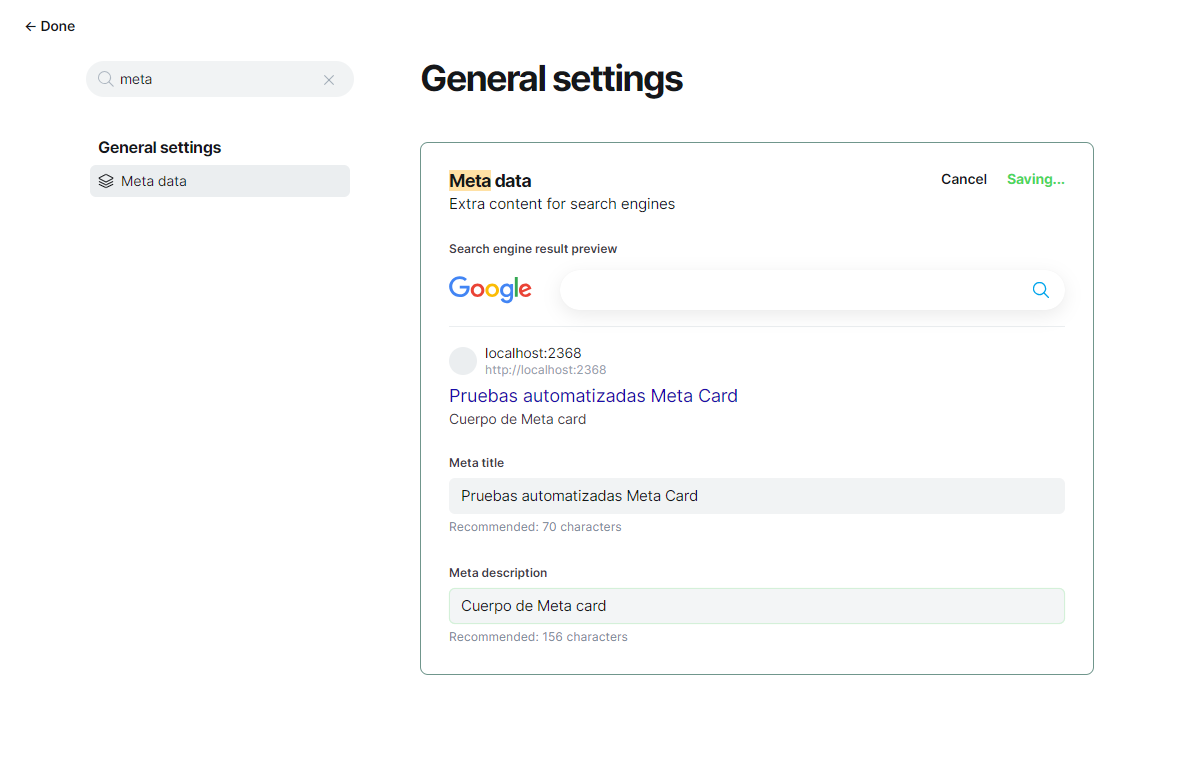 ← Done
meta
General settings
General settings
Meta data
Meta data
Cancel
Saving...
Extra content for search engines
Search engine result preview
Google
localhost:2368
http://localhost:2368
Pruebas automatizadas Meta Card
Cuerpo de Meta card
Meta title
Pruebas automatizadas Meta Card
Recommended: 70 characters
Meta description
Cuerpo de Meta card
Recommended: 156 characters